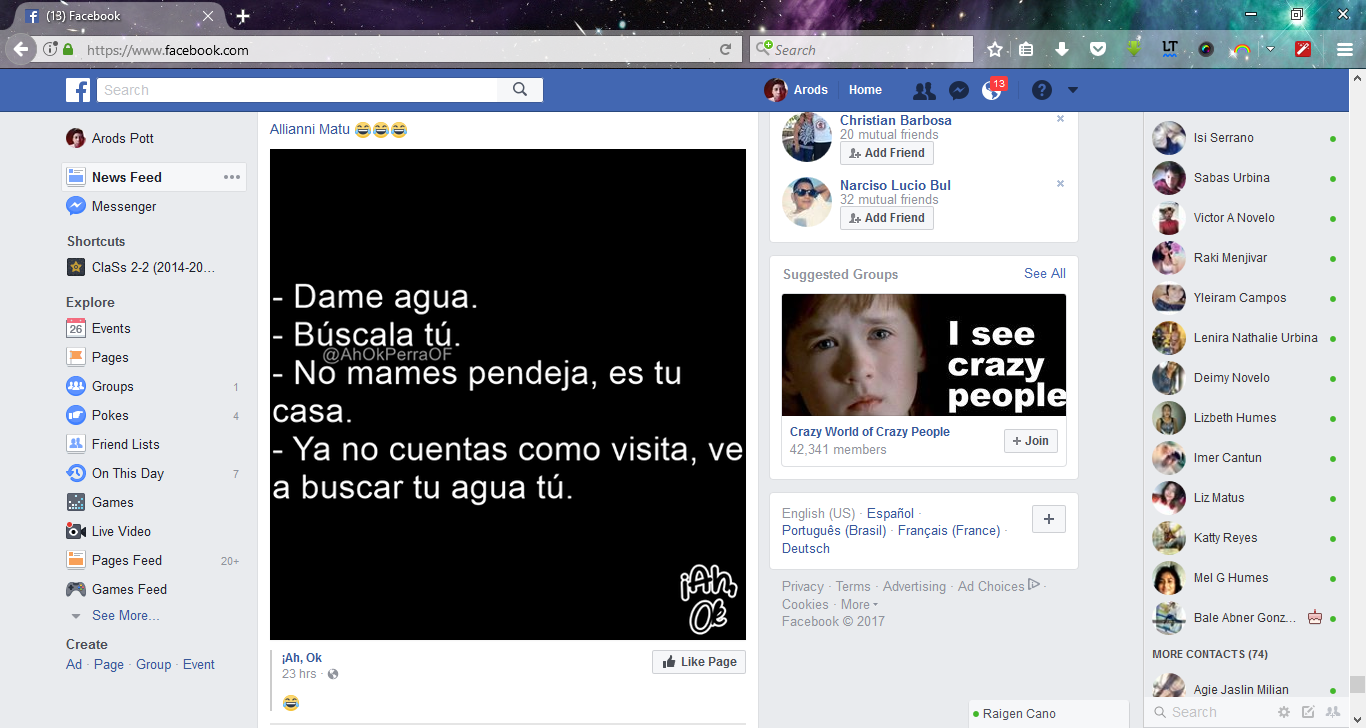 (13) Facebook
https://www.facebook.com
Search
LT
Search
Arods
Home
13
Arods Pott
News Feed
Messenger
Shortcuts
ClaSs 2-2 (2014-20...
Explore
26
Events
Pages
Groups 1
Pokes 4
Friend Lists
On This Day 7
Games
Live Video
Pages Feed 20+
Games Feed
See More...
Create
Ad · Page · Group · Event
Allianni Matu 😂😂😂
- Dame agua.
- Búscala tú.
@AhOkPerraOF
- No mames pendeja, es tu
casa.
- Ya no cuentas como visita, ve
a buscar tu agua tú.
¡Ah,
Ok
¡Ah, Ok
23 hrs ·
Like Page
😂
Christian Barbosa
20 mutual friends
Add Friend
Narciso Lucio Bul
32 mutual friends
Add Friend
Suggested Groups
See All
I see
crazy
people
Crazy World of Crazy People
42,341 members
+ Join
English (US) · Español ·
Português (Brasil) · Français (France) ·
Deutsch
Privacy · Terms · Advertising · Ad Choices ·
Cookies · More
Facebook © 2017
Isi Serrano
Sabas Urbina
Victor A Novelo
Raki Menjivar
Yleiram Campos
Lenira Nathalie Urbina
Deimy Novelo
Lizbeth Humes
Imer Cantun
Liz Matus
Katty Reyes
Mel G Humes
Bale Abner Gonz...
MORE CONTACTS (74)
Agie Jaslin Milian
Search
Raigen Cano